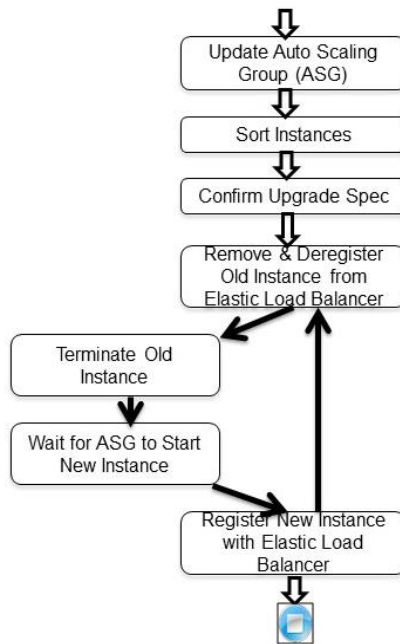 Update Auto Scaling
Group (ASG)
Sort Instances
Confirm Upgrade Spec
Remove & Deregister
Old Instance from
Elastic Load Balancer
Terminate Old
Instance
Wait for ASG to Start
New Instance
Register New Instance
with Elastic Load
Balancer